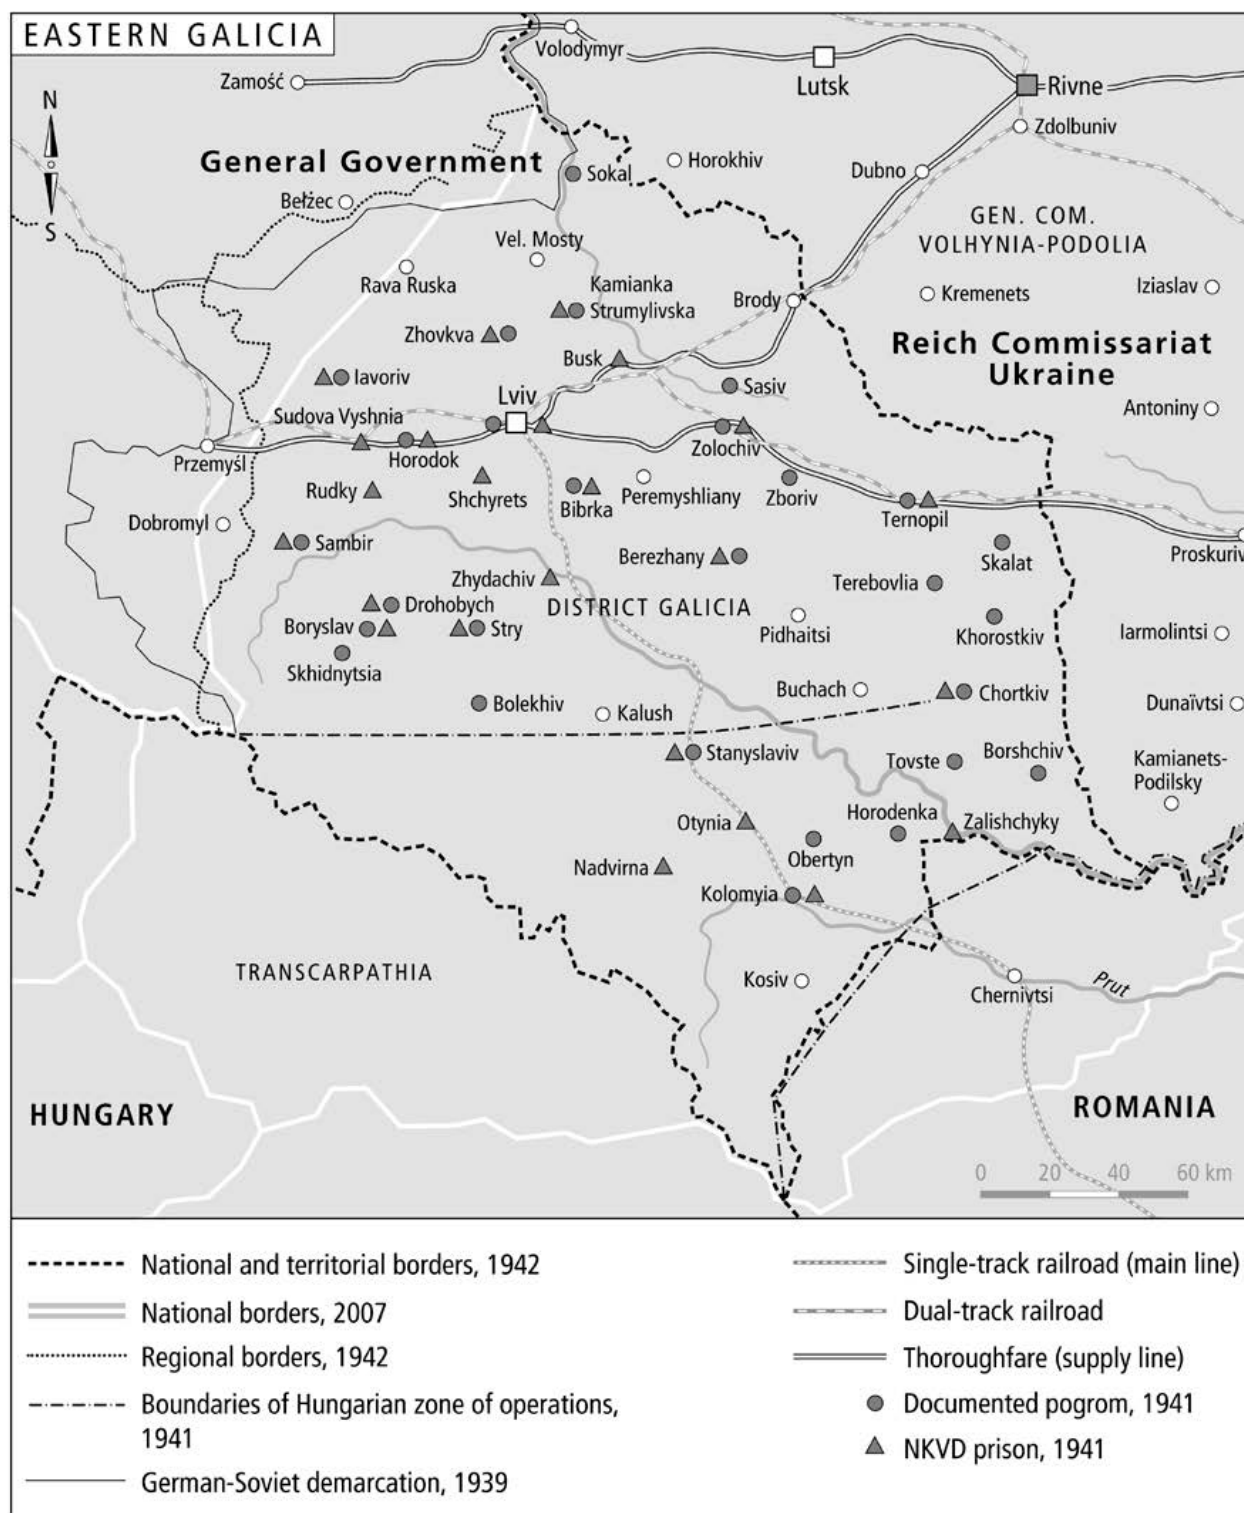 EASTERN GALICIA
Volodymyr
Zamość
Lutsk
Rivne
N
S
Zdolbuniv
General Government
Sokal
Horokhiv
Dubno
Bełżec
GEN. COM.
VOLHYNIA-PODOLIA
Vel. Mosty
Rava Ruska
Kamianka
Strumylivska
Brody
Kremenets
Iziaslav
Zhovkva
Busk
Reich Commissariat
Ukraine
Iavoriv
Sasiv
Lviv
Antoniny
Sudova Vyshnia
Przemyśl
Horodok
Zolochiv
Rudky
Shchyrets
Bibrka
Peremyshliany
Zboriv
Ternopil
Dobromyl
Sambir
Berezhany
Skalat
Proskuriv
Zhydachiv
Terebovlia
Drohobych
DISTRICT GALICIA
Boryslav
Stry
Pidhaitsi
Khorostkiv
Iarmolintsi
Skhidnytsia
Buchach
Chortkiv
Bolekhiv
Kalush
Dunaïvtsi
Stanyslaviv
Tovste
Borshchiv
Kamianets-
Podilsky
Otynia
Horodenka
Zalishchyky
Obertyn
Nadvirna
Kolomyia
TRANSCARPATHIA
Kosiv
Chernivtsi
Prut
HUNGARY
ROMANIA
0 20 40 60 km
National and territorial borders, 1942
National borders, 2007
Regional borders, 1942
Boundaries of Hungarian zone of operations,
1941
German-Soviet demarcation, 1939
Single-track railroad (main line)
Dual-track railroad
Thoroughfare (supply line)
Documented pogrom, 1941
NKVD prison, 1941